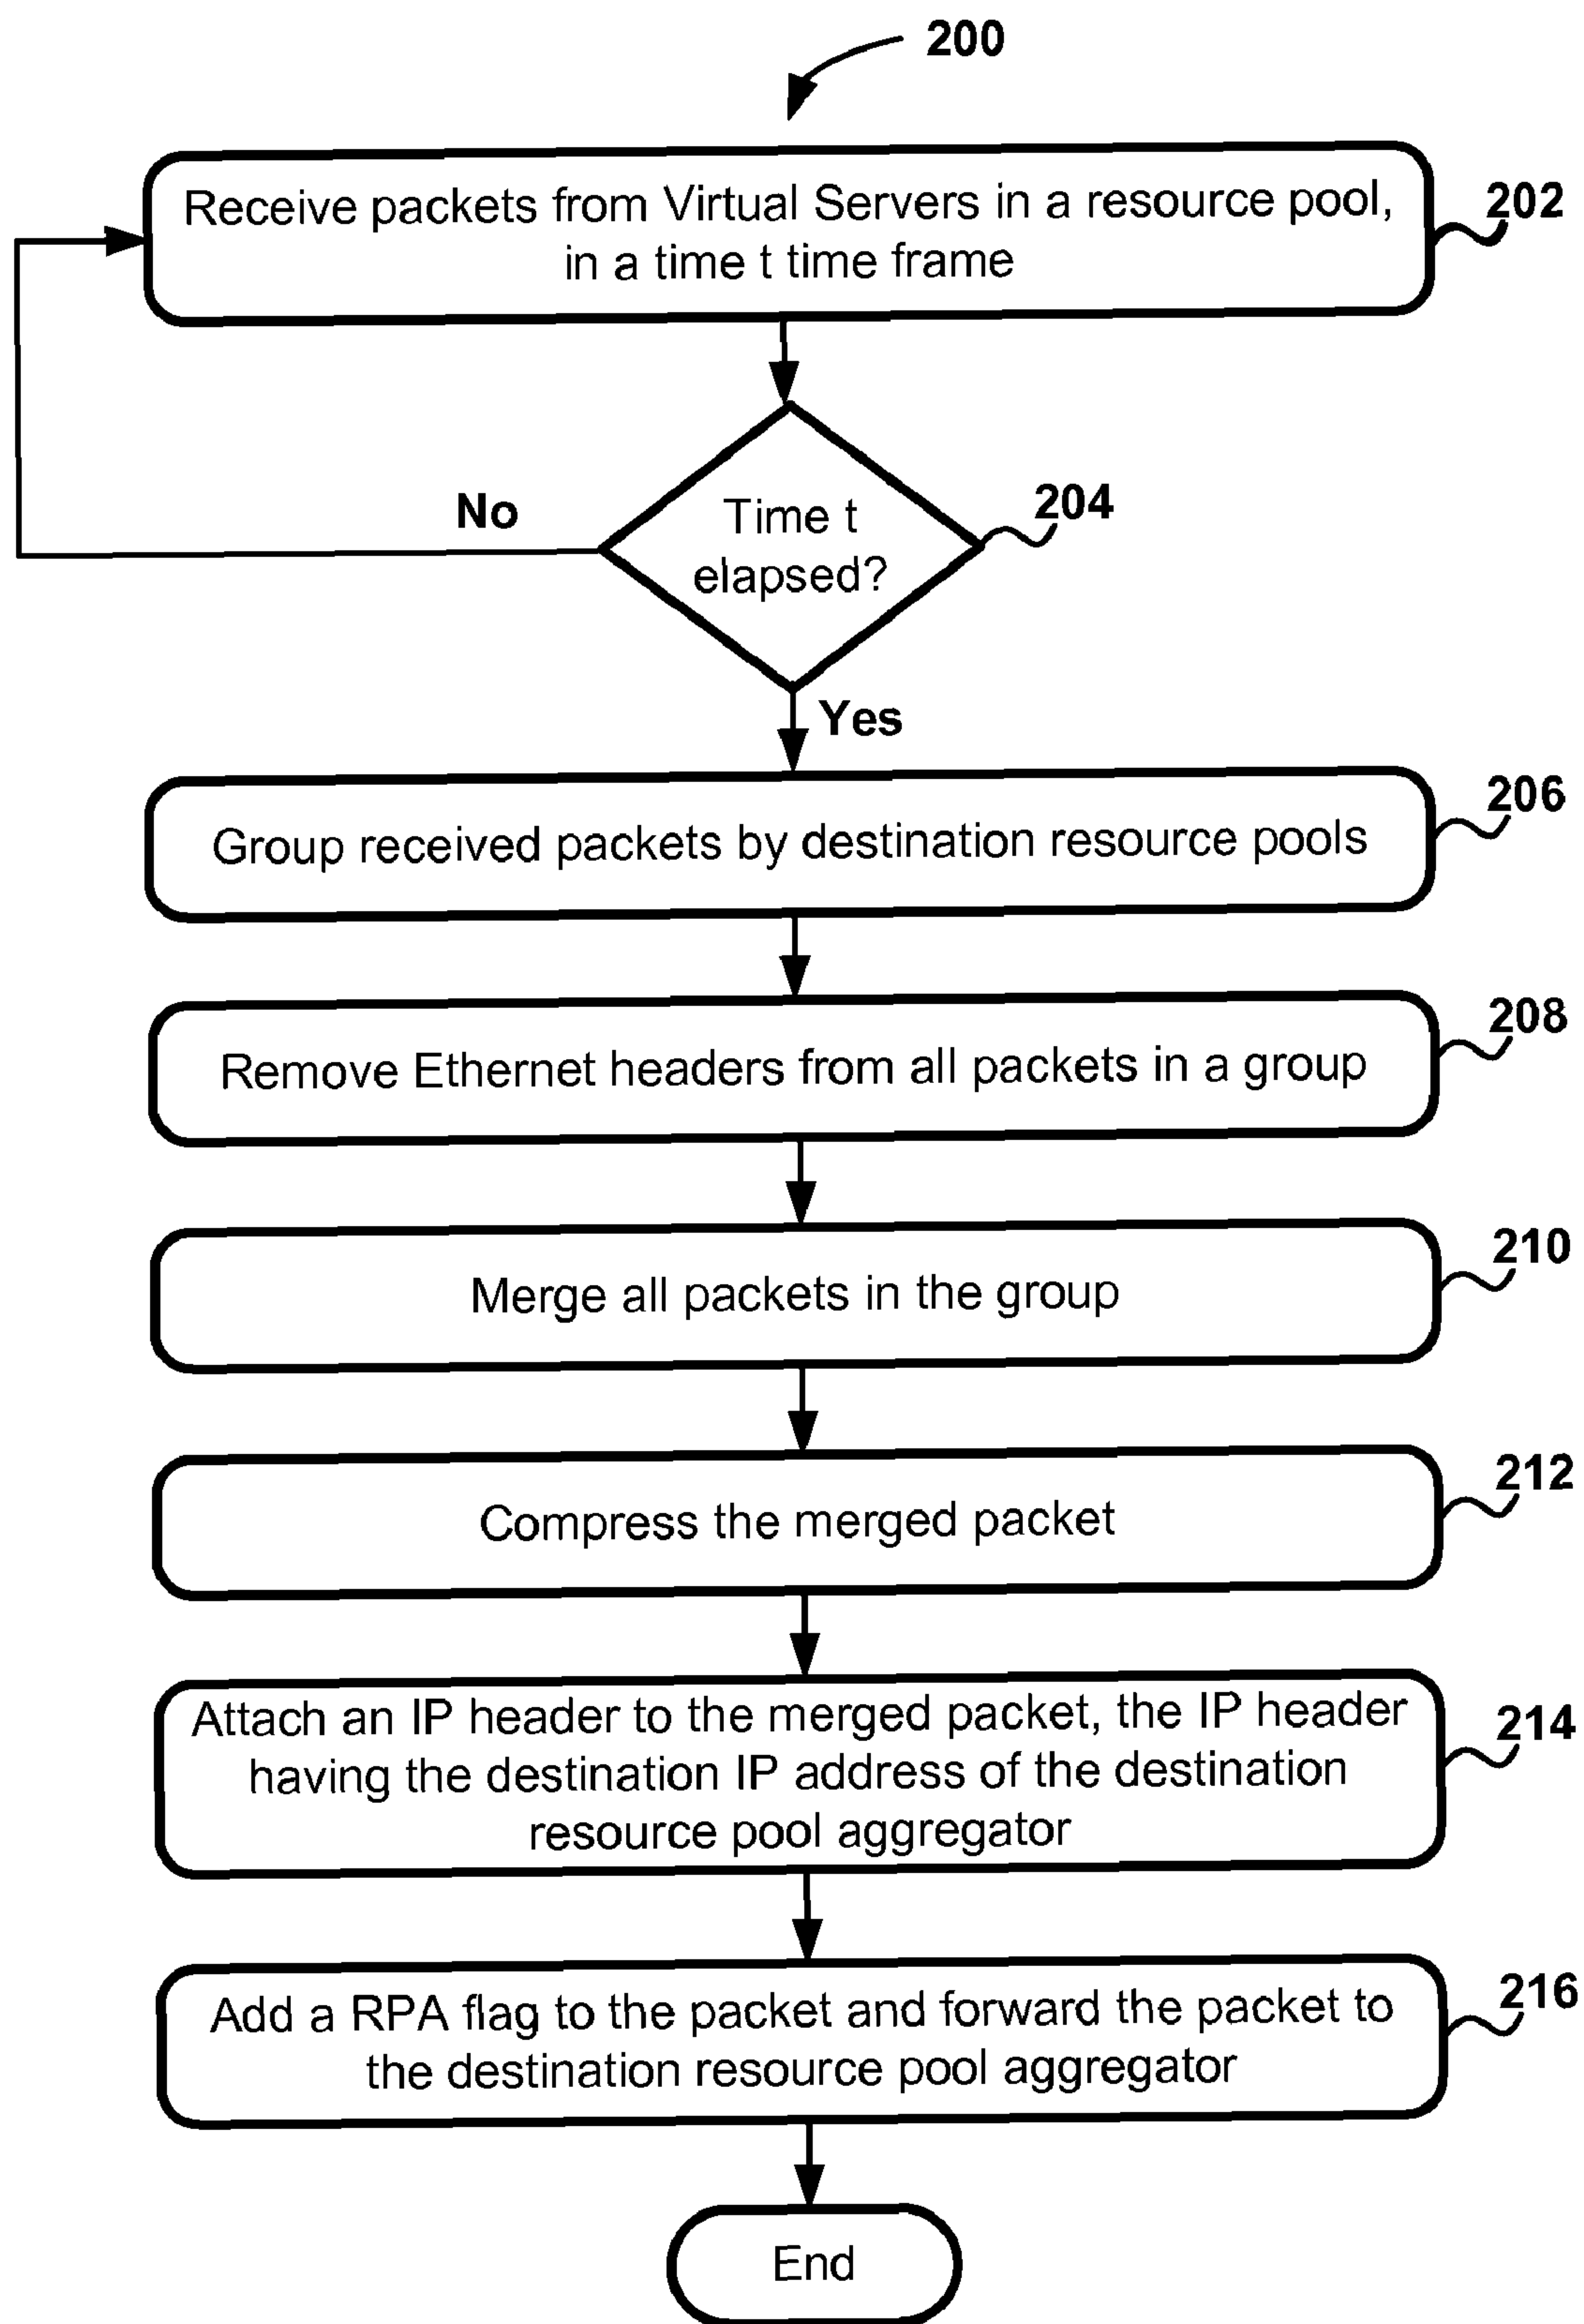 200
Receive packets from Virtual Servers in a resource pool,
in a time t time frame
202
Time t
elapsed?
204
No
Yes
Group received packets by destination resource pools
206
Remove Ethernet headers from all packets in a group
208
Merge all packets in the group
210
Compress the merged packet
212
Attach an IP header to the merged packet, the IP header
having the destination IP address of the destination
resource pool aggregator
214
Add a RPA flag to the packet and forward the packet to
the destination resource pool aggregator
216
End